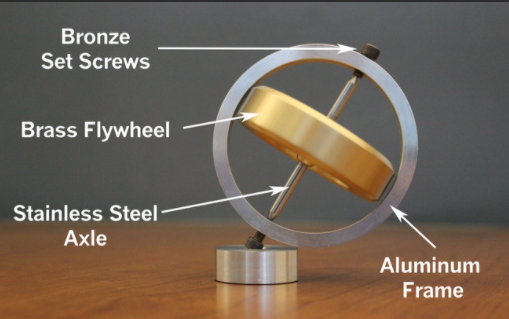 Bronze
Set Screws
Brass Flywheel
Stainless Steel
Axle
Aluminum
Frame